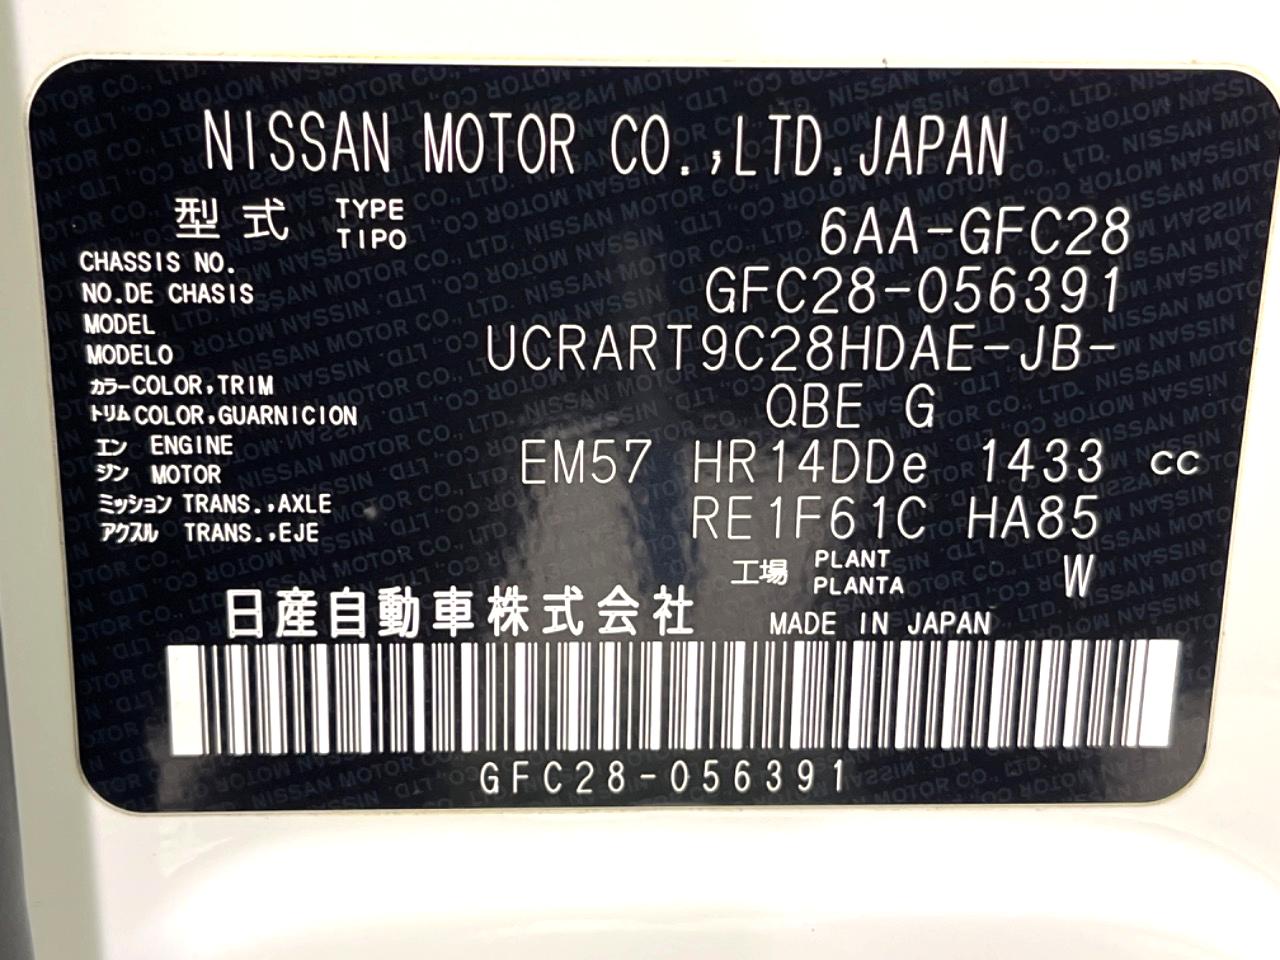 NISSAN MOTOR CO.,LTD.JAPAN
型式 TYPE TIPO 6AA-GFC28
CHASSIS NO.
NO.DE CHASIS GFC28-056391
MODEL
MODELO UCRART9C28HDAE-JB-
カラー COLOR,TRIM
トリム COLOR,GUARNICION QBE G
エン ENGINE
ジン MOTOR EM57 HR14DDe 1433 cc
ミッション TRANS.,AXLE
アクスル TRANS.,EJE RE1F61C HA85
工場 PLANT PLANTA W
日産自動車株式会社 MADE IN JAPAN
GFC28-056391